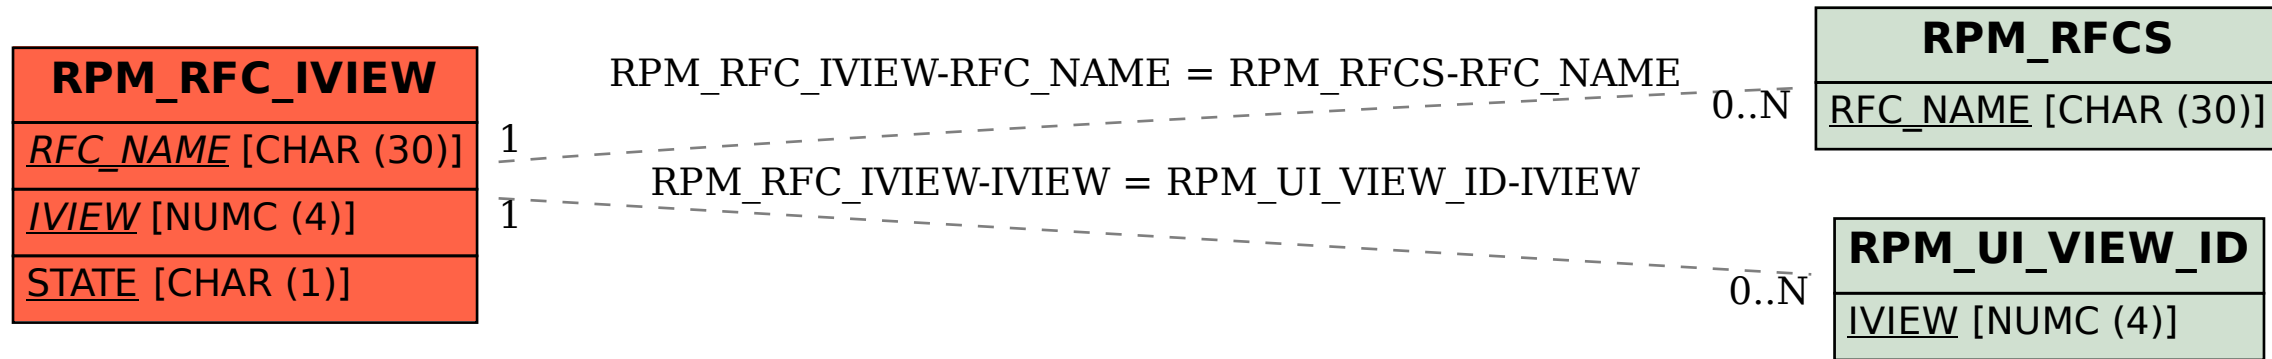 RPM_RFC_IVIEW
RFC_NAME [CHAR (30)]
IVIEW [NUMC (4)]
STATE [CHAR (1)]
RPM_RFC_IVIEW-RFC_NAME = RPM_RFCS-RFC_NAME
1
0..N
RPM_RFC_IVIEW-IVIEW = RPM_UI_VIEW_ID-IVIEW
1
0..N
RPM_RFCS
RFC_NAME [CHAR (30)]
RPM_UI_VIEW_ID
IVIEW [NUMC (4)]